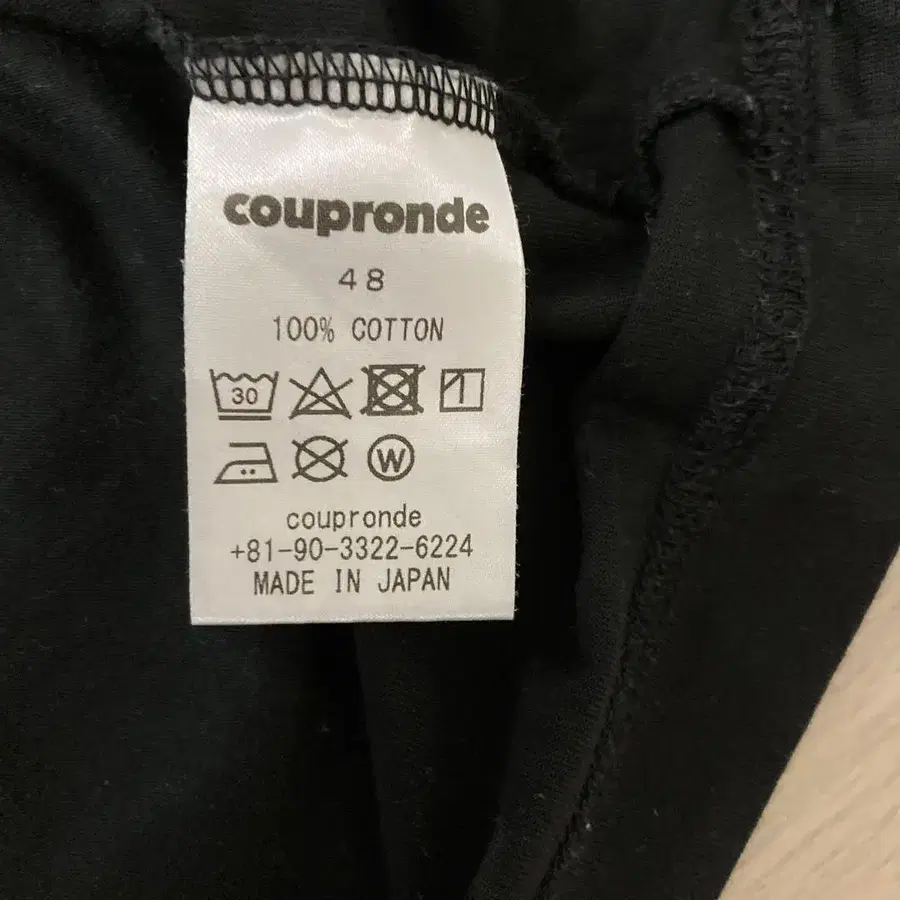 coupronde
48
100% COTTON
30
W
coupronde
+81-90-3322-6224
MADE IN JAPAN